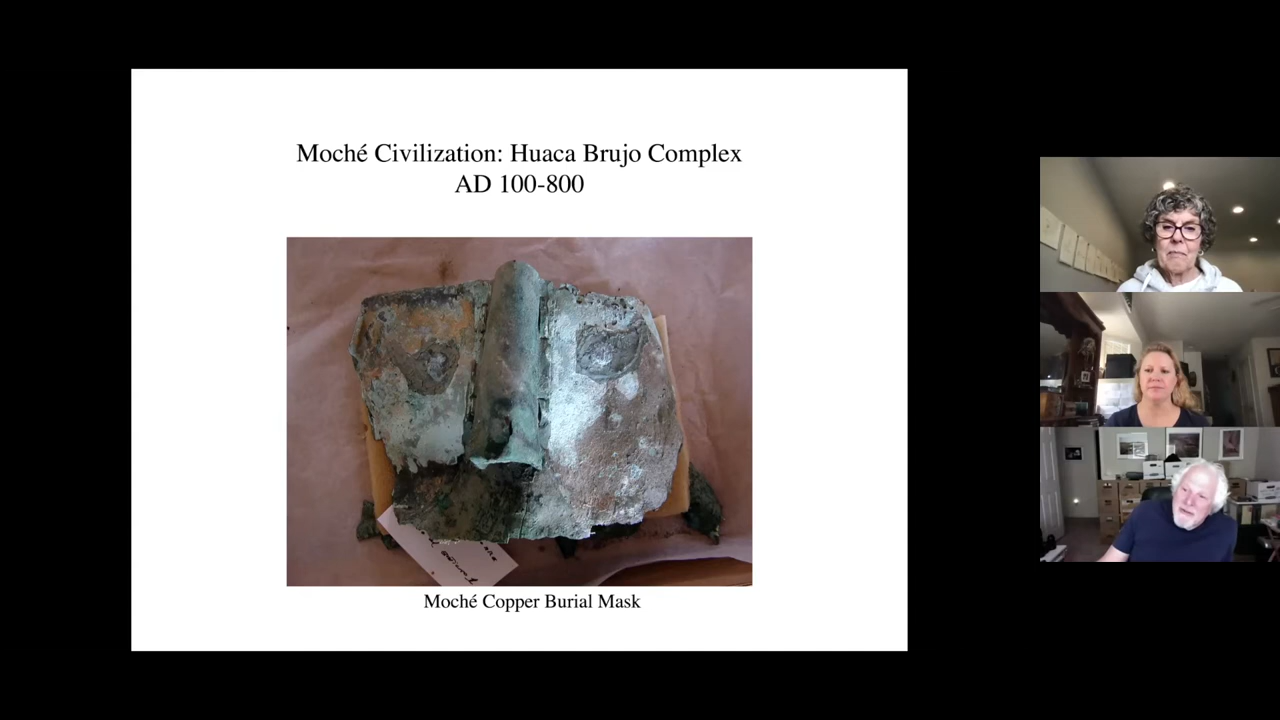 Moché Civilization: Huaca Brujo Complex
AD 100-800
Moché Copper Burial Mask